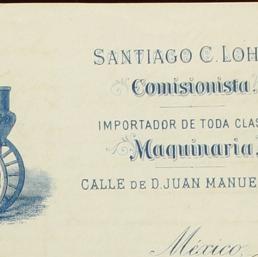 SANTIAGO C. LOH
Comisionista.
IMPORTADOR DE TODA CLAS
Maquinaria.
CALLE DE D. JUAN MANUE
México,